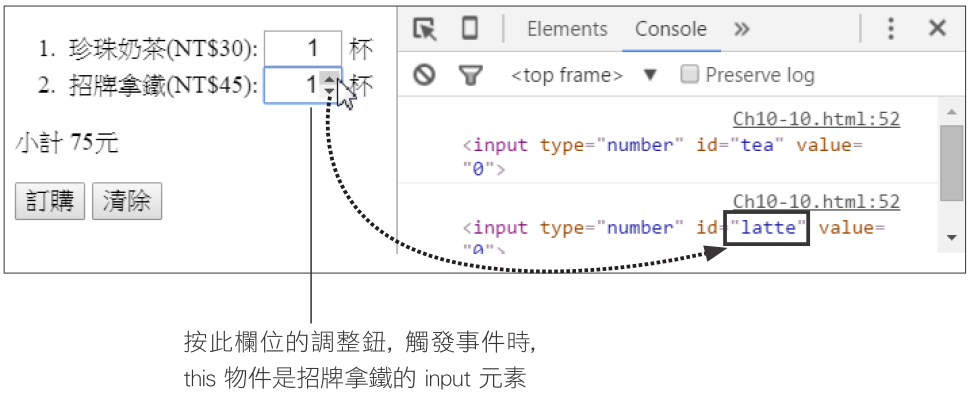 1. 珍珠奶茶(NT$30): 1 杯
2. 招牌拿鐵(NT$45): 1 杯
小計 75元
訂購 清除
Elements Console »
<top frame> ▼ Preserve log
Ch10-10.html:52
<input type="number" id="tea" value=
"0">
Ch10-10.html:52
<input type="number" id="latte" value=
"0">
按此欄位的調整鈕, 觸發事件時,
this 物件是招牌拿鐵的 input 元素